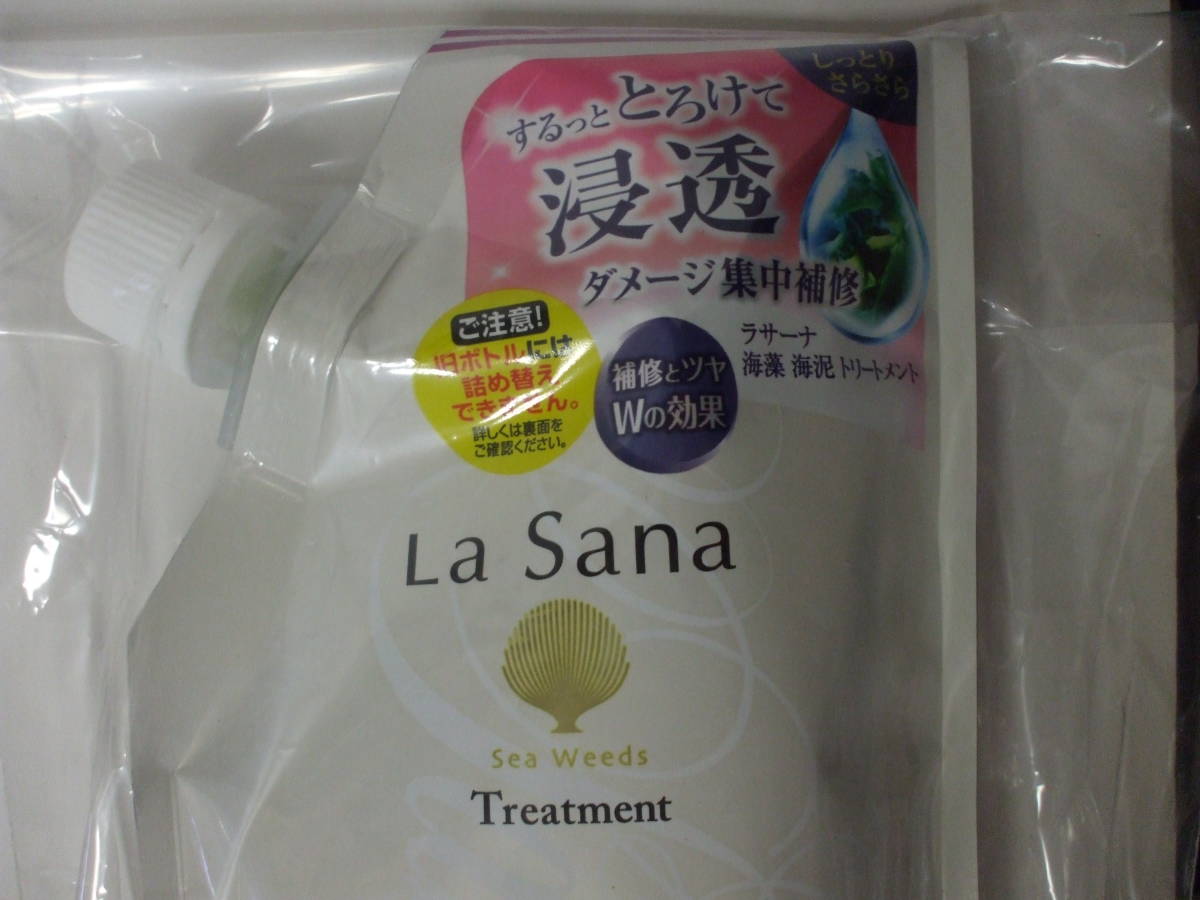 しっとり
さらさら
するっととろけて
浸透
ダメージ集中補修
ご注意!
旧ボトルには
詰め替え
できません。
詳しくは裏面を
ご確認ください。
補修とツヤ
Wの効果
ラサーナ
海藻 海泥 トリートメント
La Sana
Sea Weeds
Treatment